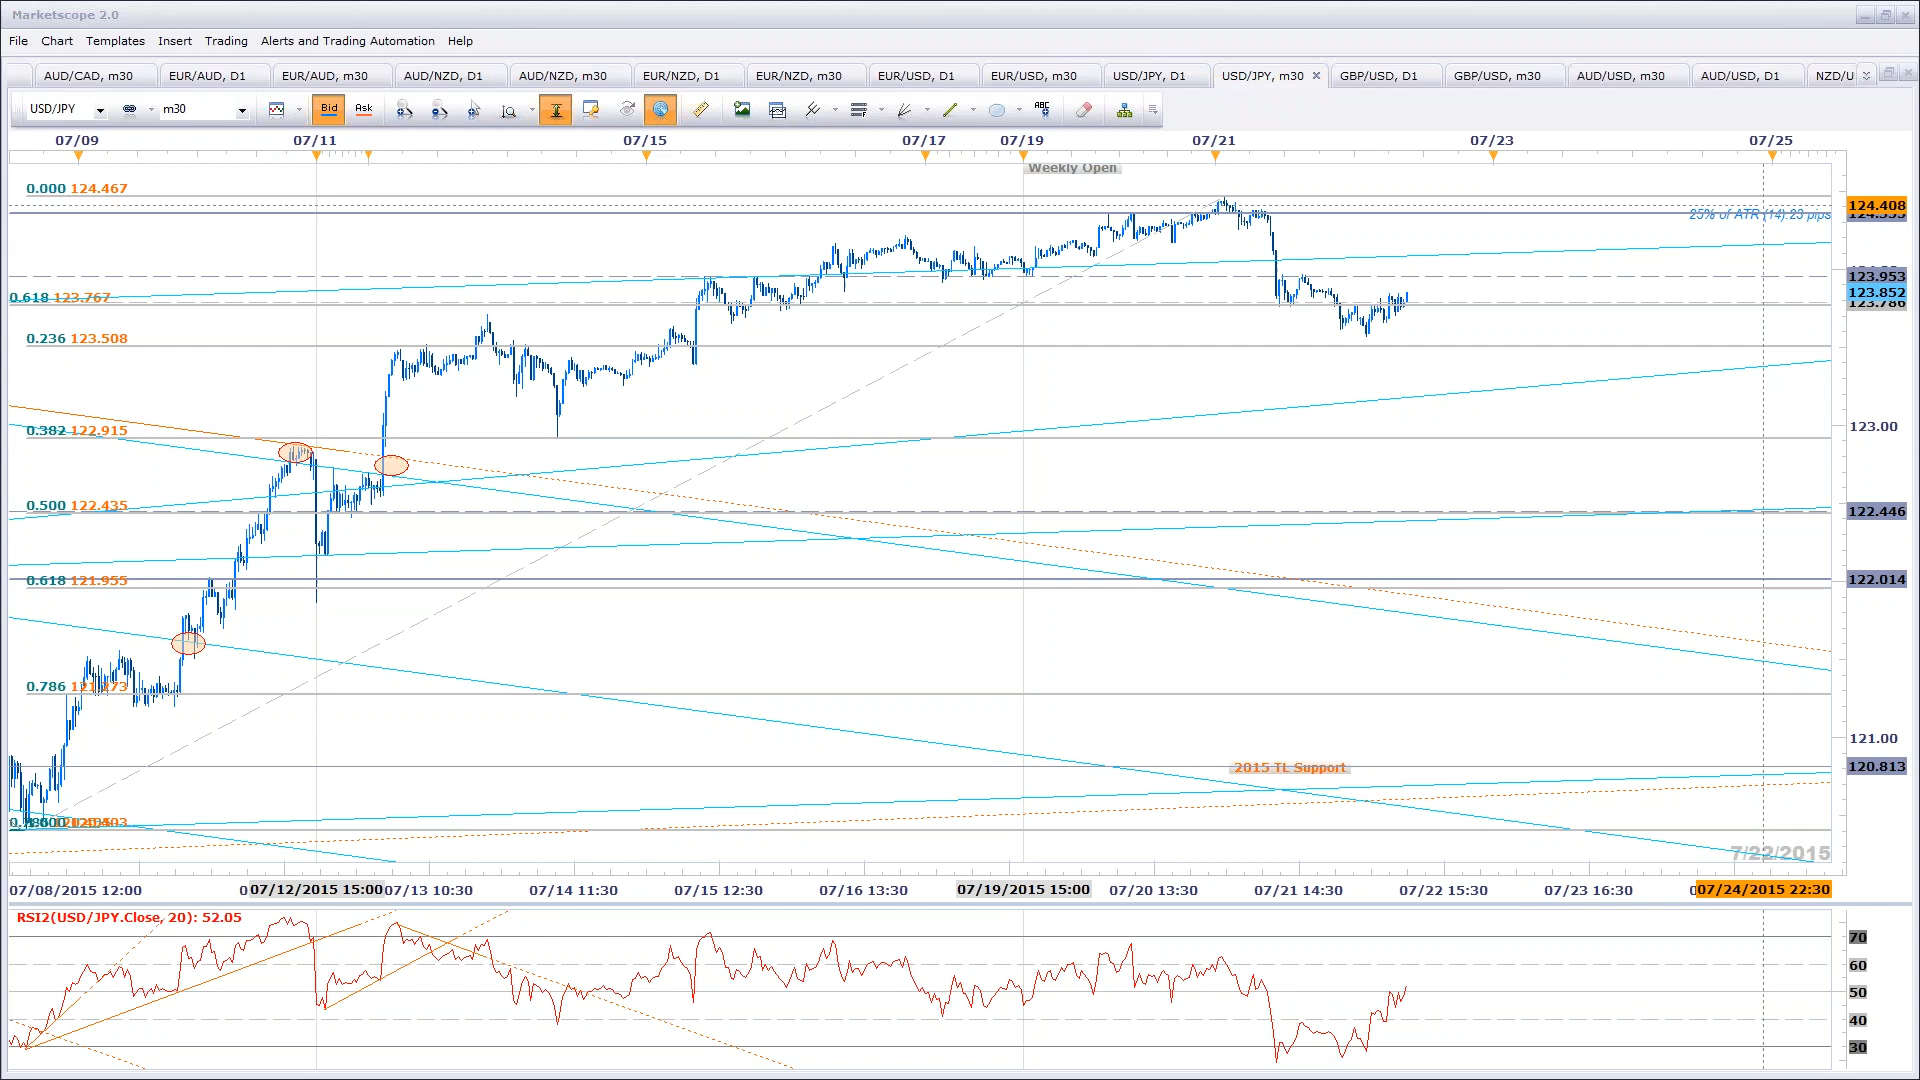 Marketscope 2.0
File Chart Templates Insert Trading Alerts and Trading Automation Help
AUD/CAD, m30 EUR/AUD, D1 EUR/AUD, m30 AUD/NZD, D1 AUD/NZD, m30 EUR/NZD, D1 EUR/NZD, m30 EUR/USD, D1 EUR/USD, m30 USD/JPY, D1 USD/JPY, m30 GBP/USD, D1 GBP/USD, m30 AUD/USD, m30 AUD/USD, D1 NZD/U
USD/JPY m30 Bid Ask ABC
07/09 07/11 07/15 07/17 07/19 07/21 07/23 07/25
Weekly Open
0.000 124.467
124.408
25% of ATR (14):23 pips
123.953
0.618 123.767
123.852
123.786
0.236 123.508
0.382 122.915
123.00
0.500 122.435
122.446
0.618 121.955
122.014
0.786 121.273
121.00
2015 TL Support
120.813
7/22/2015
07/08/2015 12:00 07/12/2015 15:00 07/13 10:30 07/14 11:30 07/15 12:30 07/16 13:30 07/19/2015 15:00 07/20 13:30 07/21 14:30 07/22 15:30 07/23 16:30 07/24/2015 22:30
RSI2(USD/JPY.Close, 20): 52.05
70
60
50
40
30